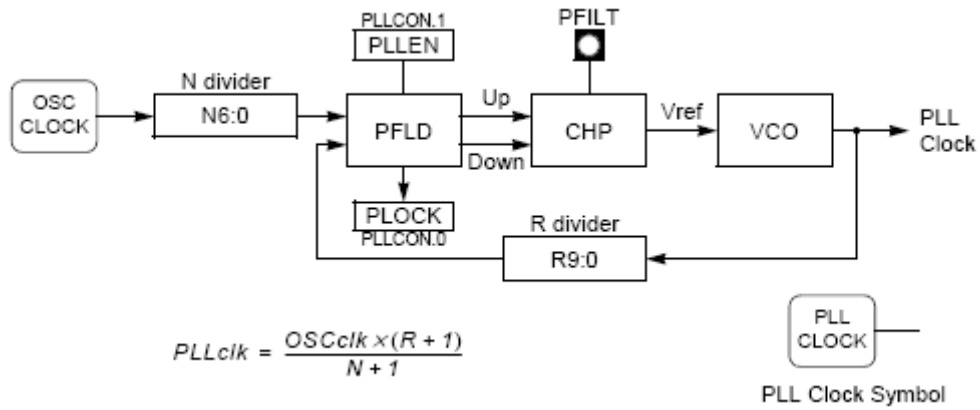 PLLCON.1
PLLEN
PFILT
OSC
CLOCK
N divider
N6:0
PFLD
Up
Down
CHP
Vref
VCO
PLL
Clock
PLOCK
PLLCON.0
R divider
R9:0
PLLclk = OSCclk × (R + 1)
N + 1
PLL
CLOCK
PLL Clock Symbol